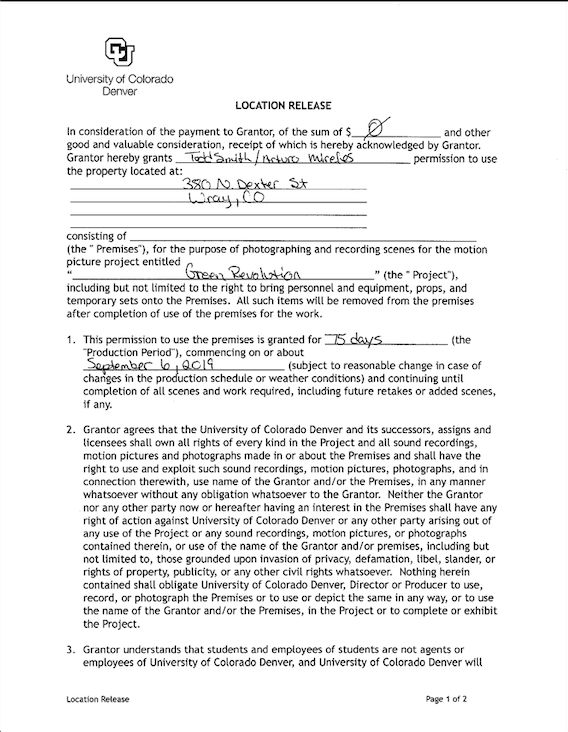 University of Colorado
Denver
LOCATION RELEASE
In consideration of the payment to Grantor, of the sum of $ 0 and other
good and valuable consideration, receipt of which is hereby acknowledged by Grantor.
Grantor hereby grants Todd Smith / Arturo Mireles permission to use
the property located at:
380 N. Dexter St
Wray, CO
consisting of
(the " Premises"), for the purpose of photographing and recording scenes for the motion
picture project entitled
" Green Revolution " (the " Project"),
including but not limited to the right to bring personnel and equipment, props, and
temporary sets onto the Premises. All such items will be removed from the premises
after completion of use of the premises for the work.
1. This permission to use the premises is granted for 75 days (the
"Production Period"), commencing on or about
September 6, 2019 (subject to reasonable change in case of
changes in the production schedule or weather conditions) and continuing until
completion of all scenes and work required, including future retakes or added scenes,
if any.
2. Grantor agrees that the University of Colorado Denver and its successors, assigns and
licensees shall own all rights of every kind in the Project and all sound recordings,
motion pictures and photographs made in or about the Premises and shall have the
right to use and exploit such sound recordings, motion pictures, photographs, and in
connection therewith, use name of the Grantor and/or the Premises, in any manner
whatsoever without any obligation whatsoever to the Grantor. Neither the Grantor
nor any other party now or hereafter having an interest in the Premises shall have any
right of action against University of Colorado Denver or any other party arising out of
any use of the Project or any sound recordings, motion pictures, or photographs
contained therein, or use of the name of the Grantor and/or premises, including but
not limited to, those grounded upon invasion of privacy, defamation, libel, slander, or
rights of property, publicity, or any other civil rights whatsoever. Nothing herein
contained shall obligate University of Colorado Denver, Director or Producer to use,
record, or photograph the Premises or to use or depict the same in any way, or to use
the name of the Grantor and/or the Premises, in the Project or to complete or exhibit
the Project.
3. Grantor understands that students and employees of students are not agents or
employees of University of Colorado Denver, and University of Colorado Denver will
Location Release Page 1 of 2